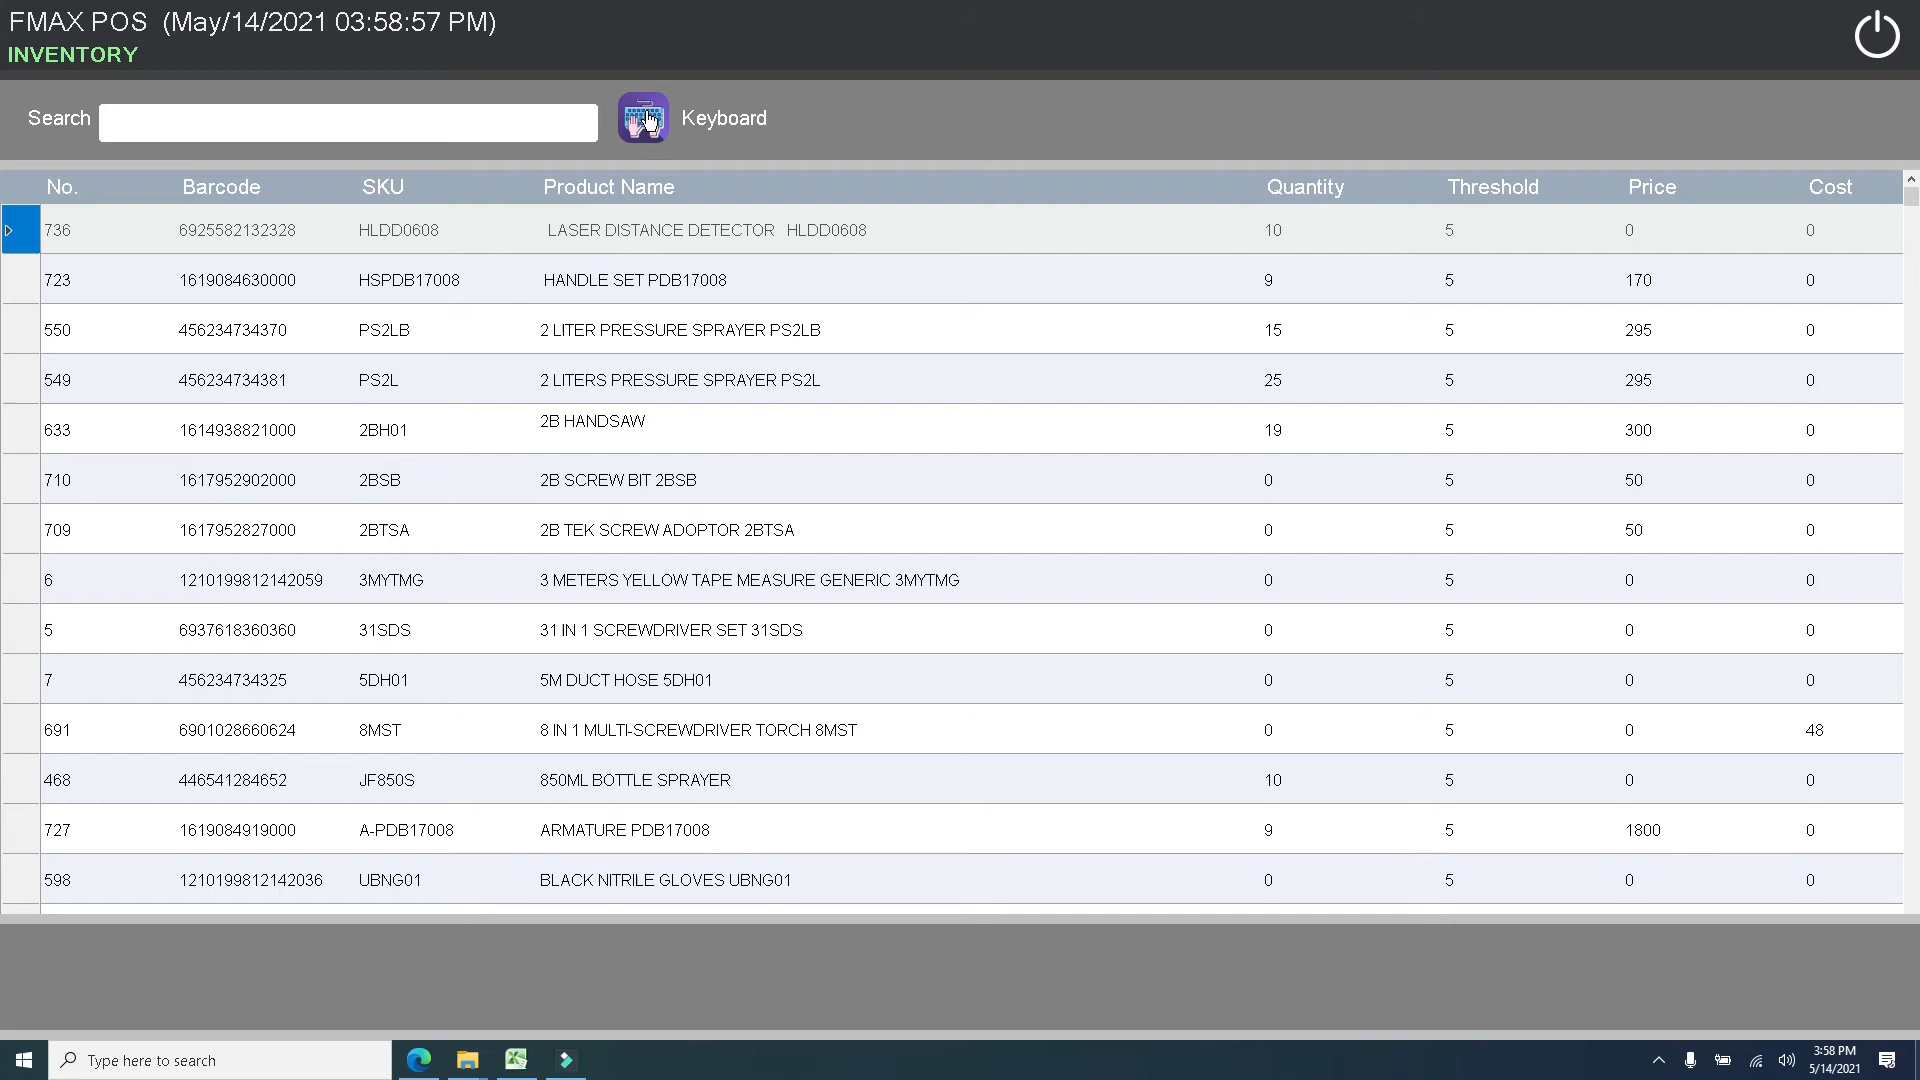 FMAX POS  (May/14/2021 03:58:57 PM)
INVENTORY
Search
Keyboard
No. Barcode SKU Product Name Quantity Threshold Price Cost
736 6925582132328 HLDD0608 LASER DISTANCE DETECTOR  HLDD0608 10 5 0 0
723 1619084630000 HSPDB17008 HANDLE SET PDB17008 9 5 170 0
550 456234734370 PS2LB 2 LITER PRESSURE SPRAYER PS2LB 15 5 295 0
549 456234734381 PS2L 2 LITERS PRESSURE SPRAYER PS2L 25 5 295 0
633 1614938821000 2BH01 2B HANDSAW 19 5 300 0
710 1617952902000 2BSB 2B SCREW BIT 2BSB 0 5 50 0
709 1617952827000 2BTSA 2B TEK SCREW ADOPTOR 2BTSA 0 5 50 0
6 1210199812142059 3MYTMG 3 METERS YELLOW TAPE MEASURE GENERIC 3MYTMG 0 5 0 0
5 6937618360360 31SDS 31 IN 1 SCREWDRIVER SET 31SDS 0 5 0 0
7 456234734325 5DH01 5M DUCT HOSE 5DH01 0 5 0 0
691 6901028660624 8MST 8 IN 1 MULTI-SCREWDRIVER TORCH 8MST 0 5 0 48
468 446541284652 JF850S 850ML BOTTLE SPRAYER 10 5 0 0
727 1619084919000 A-PDB17008 ARMATURE PDB17008 9 5 1800 0
598 1210199812142036 UBNG01 BLACK NITRILE GLOVES UBNG01 0 5 0 0
Type here to search
3:58 PM
5/14/2021